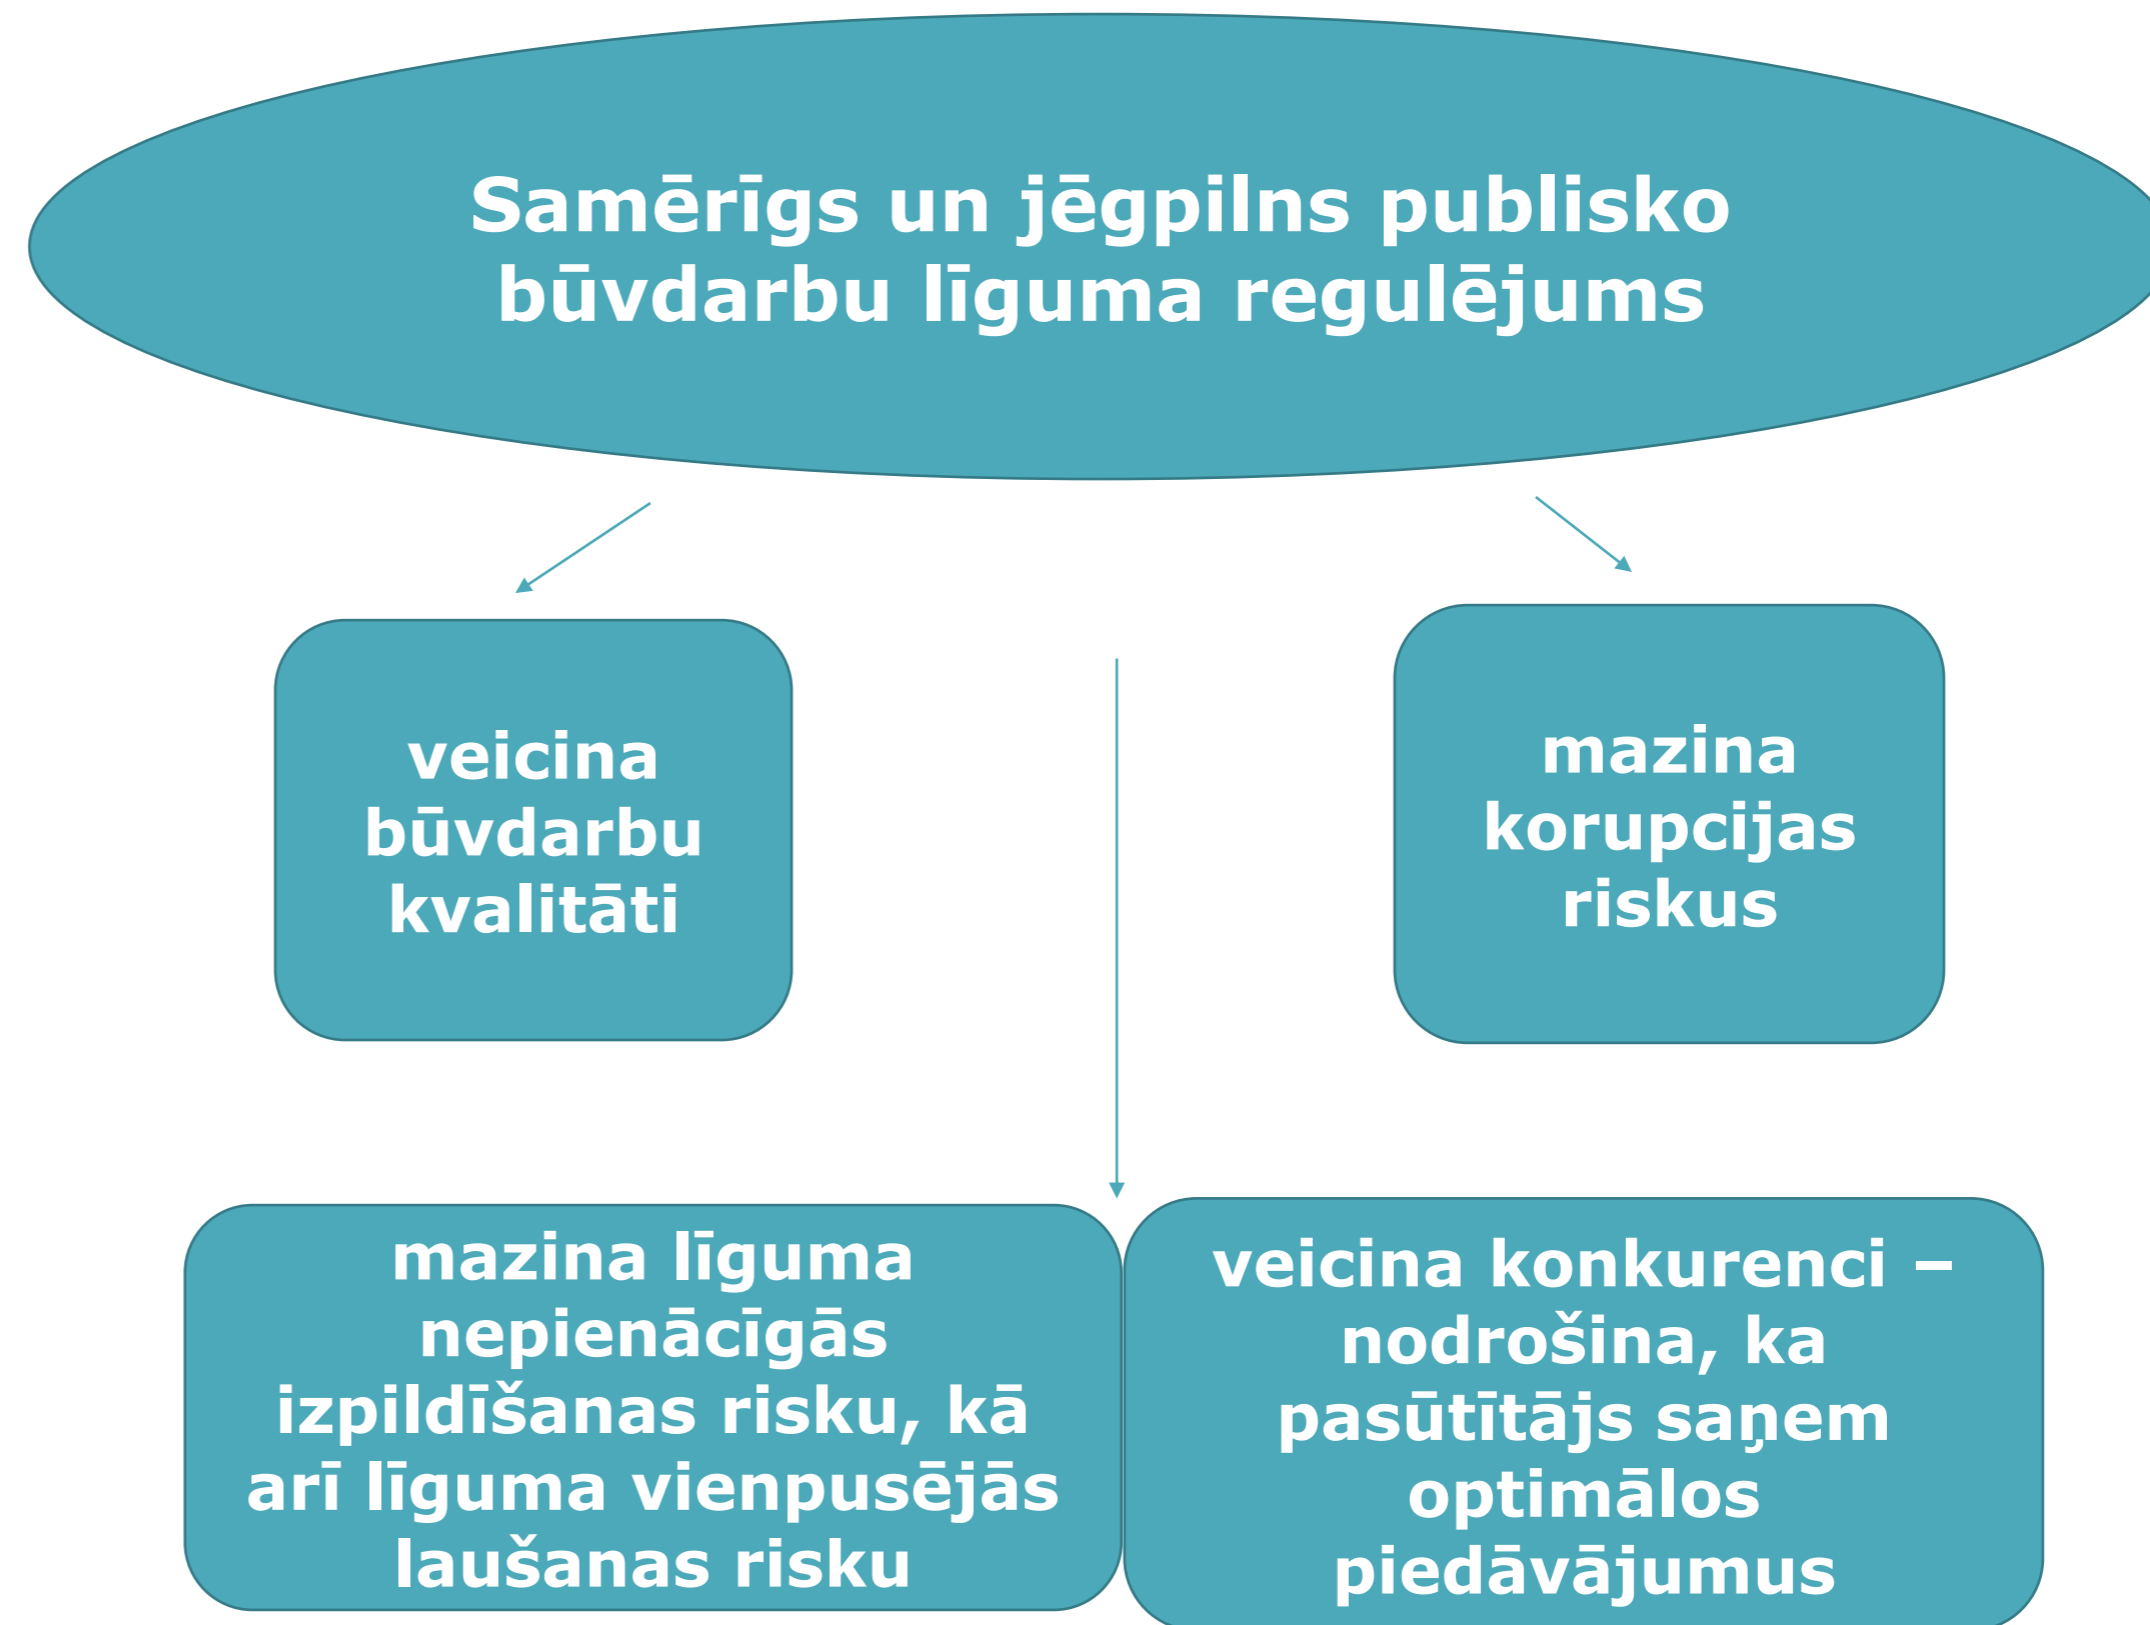 Samērīgs un jēgpilns publisko
būvdarbu līguma regulējums
veicina
būvdarbu
kvalitāti
mazina
korupcijas
riskus
mazina līguma
nepienācīgās
izpildīšanas risku, kā
arī līguma vienpusējās
laušanas risku
veicina konkurenci –
nodrošina, ka
pasūtītājs saņem
optimālos
piedāvājumus